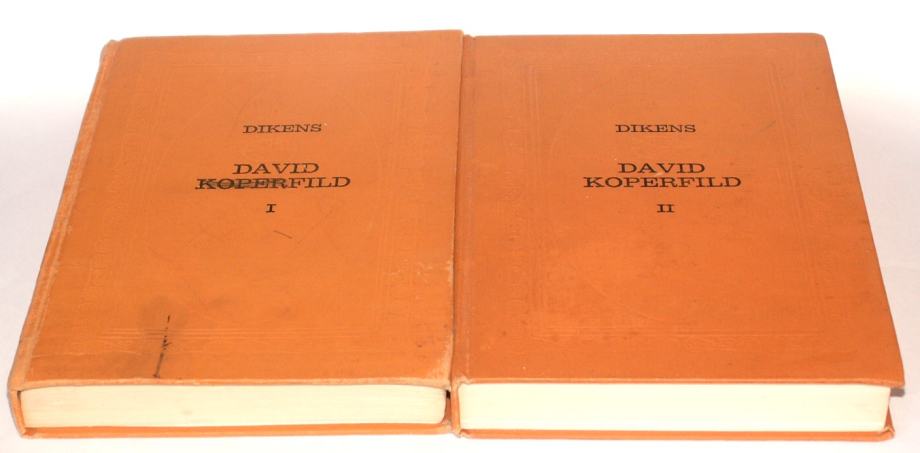 DIKENS
DAVID
KOPERFILD
I
DIKENS
DAVID
KOPERFILD
II